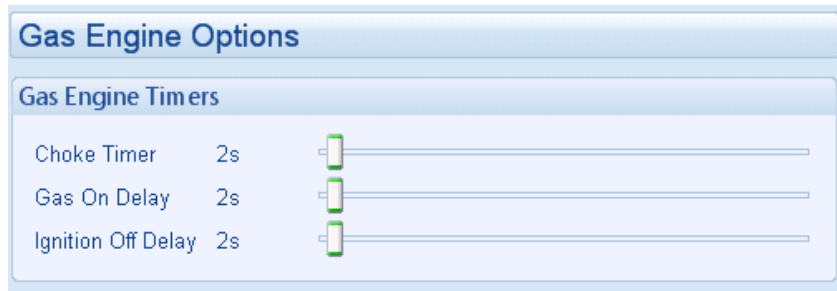 Gas Engine Options
Gas Engine Timers
Choke Timer 2s
Gas On Delay 2s
Ignition Off Delay 2s